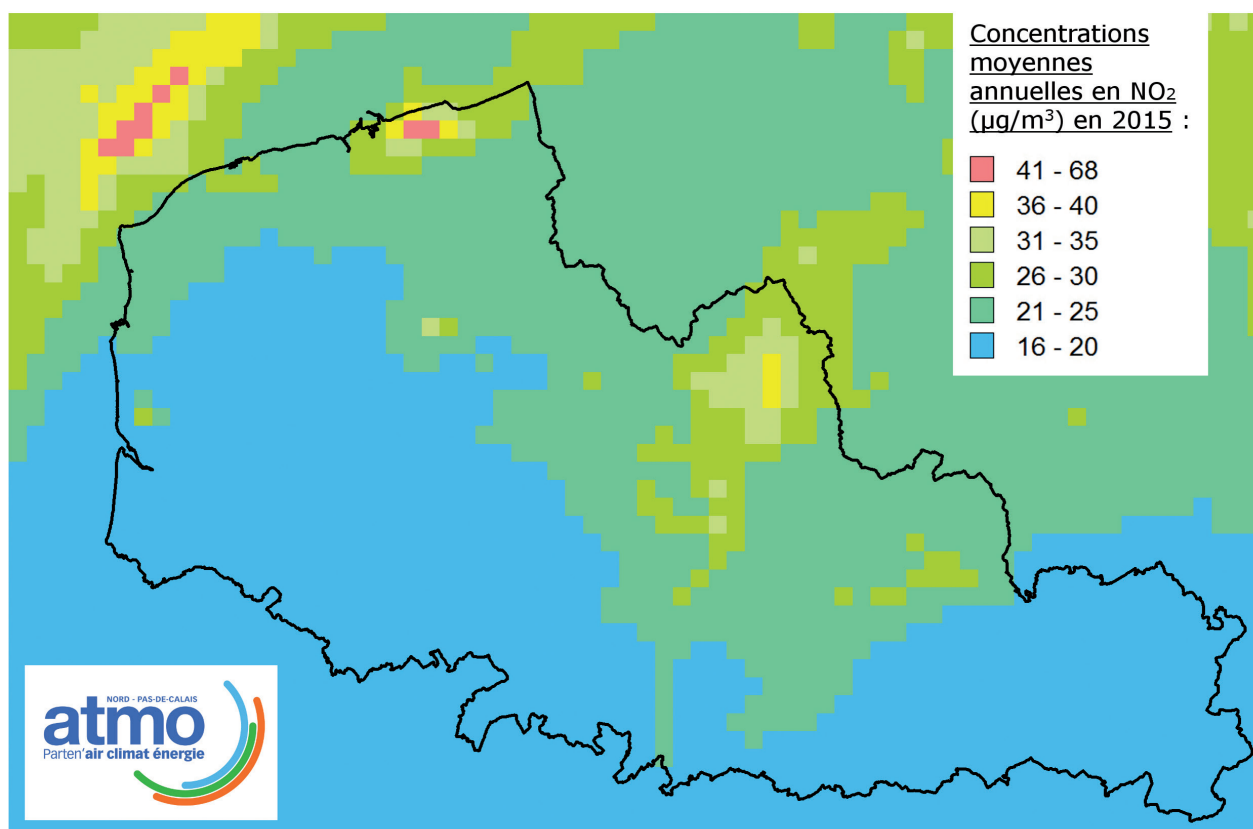 Concentrations
moyennes
annuelles en NO₂
(µg/m³) en 2015 :
41 - 68
36 - 40
31 - 35
26 - 30
21 - 25
16 - 20
NORD - PAS-DE-CALAIS
atmo
Parten'air climat énergie